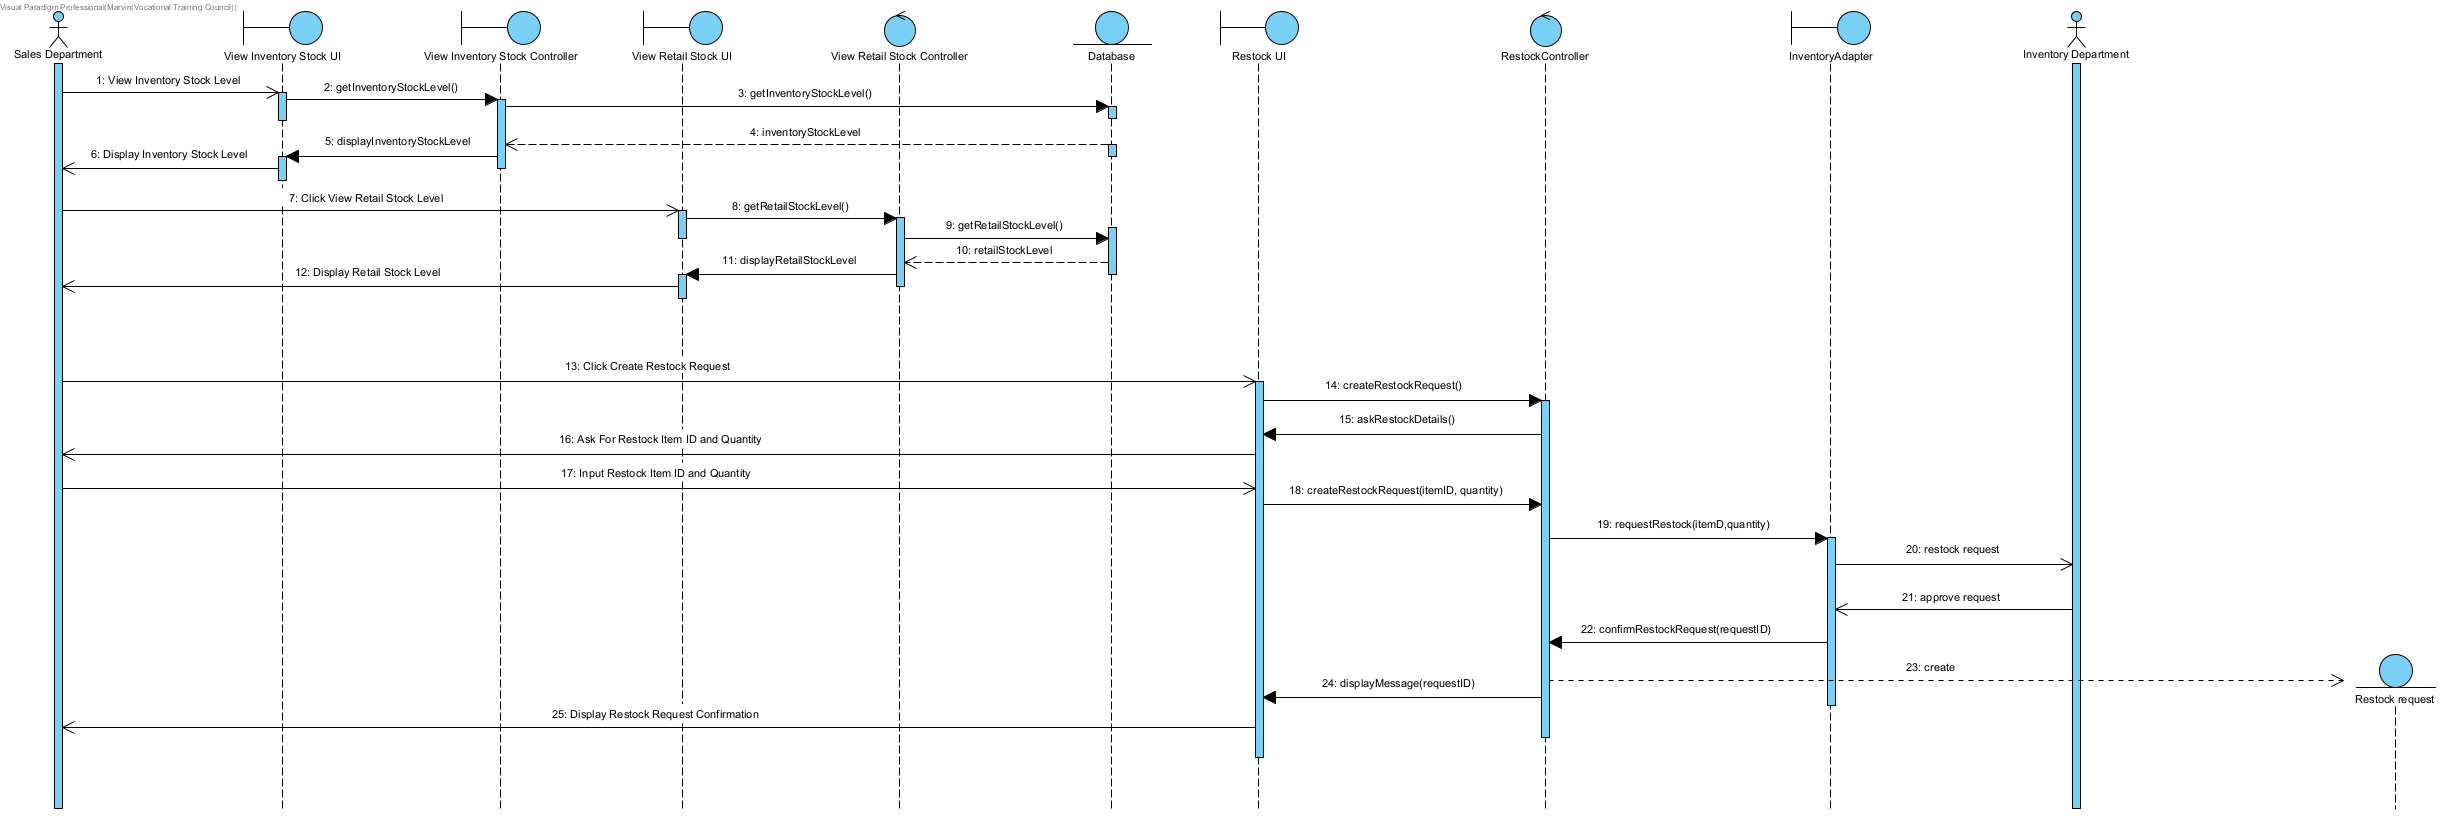 Visual Paradigm Professional(Marvin(Vocational Training Council))
Sales Department
View Inventory Stock UI
View Inventory Stock Controller
View Retail Stock UI
View Retail Stock Controller
Database
Restock UI
RestockController
InventoryAdapter
Inventory Department
1: View Inventory Stock Level
2: getInventoryStockLevel()
3: getInventoryStockLevel()
4: inventoryStockLevel
5: displayInventoryStockLevel
6: Display Inventory Stock Level
7: Click View Retail Stock Level
8: getRetailStockLevel()
9: getRetailStockLevel()
10: retailStockLevel
11: displayRetailStockLevel
12: Display Retail Stock Level
13: Click Create Restock Request
14: createRestockRequest()
15: askRestockDetails()
16: Ask For Restock Item ID and Quantity
17: Input Restock Item ID and Quantity
18: createRestockRequest(itemID, quantity)
19: requestRestock(itemD,quantity)
20: restock request
21: approve request
22: confirmRestockRequest(requestID)
23: create
24: displayMessage(requestID)
Restock request
25: Display Restock Request Confirmation